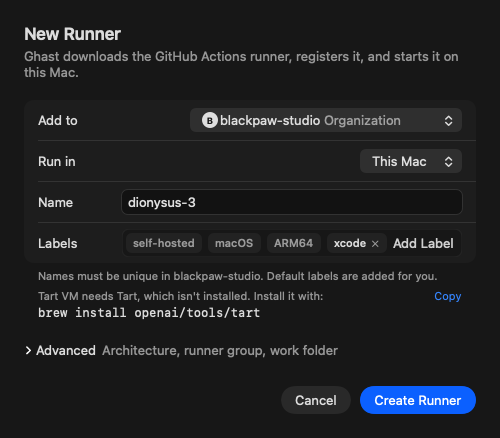 New Runner
Ghast downloads the GitHub Actions runner, registers it, and starts it on
this Mac.
Add to B blackpaw-studio Organization
Run in This Mac
Name dionysus-3
Labels self-hosted macOS ARM64 xcode × Add Label
Names must be unique in blackpaw-studio. Default labels are added for you.
Tart VM needs Tart, which isn't installed. Install it with: Copy
brew install openai/tools/tart
Advanced Architecture, runner group, work folder
Cancel Create Runner